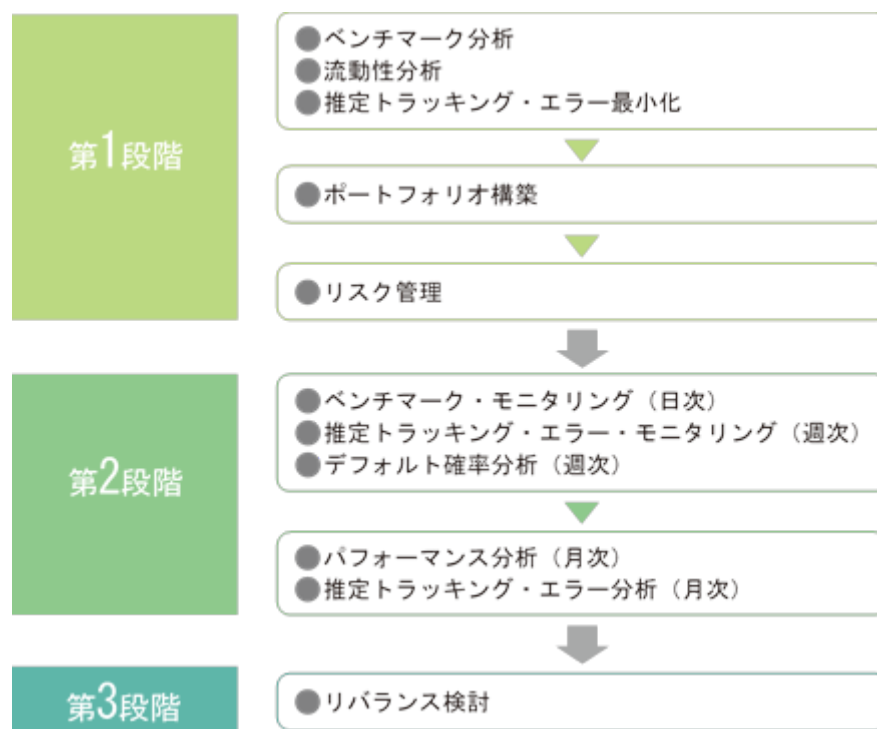 第1段階
●ベンチマーク分析
●流動性分析
●推定トラッキング・エラー最小化
●ポートフォリオ構築
●リスク管理
第2段階
●ベンチマーク・モニタリング（日次）
●推定トラッキング・エラー・モニタリング（週次）
●デフォルト確率分析（週次）
●パフォーマンス分析（月次）
●推定トラッキング・エラー分析（月次）
第3段階
●リバランス検討